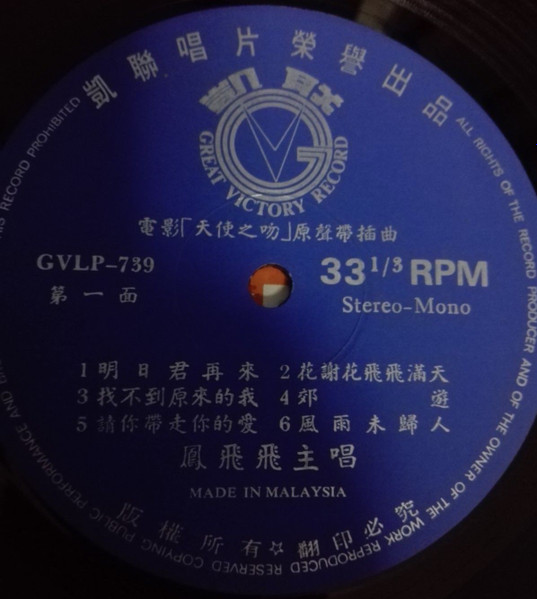 凱聯唱片榮譽出品
凱聯
GREAT VICTORY RECORD
電影「天使之吻」原聲帶插曲
GVLP-739
33 1/3 RPM
第一面
Stereo-Mono
1 明日君再來 2 花謝花飛飛滿天
3 找不到原來的我 4 郊遊
5 請你帶走你的愛 6 風雨未歸人
鳳飛飛主唱
MADE IN MALAYSIA
版權所有☆翻印必究
ALL RIGHTS OF THE RECORD PRODUCER AND OF THE OWNER OF THE WORK REPRODUCED RESERVED COPYING PUBLIC PERFORMANCE AND
RECORD PROHIBITED